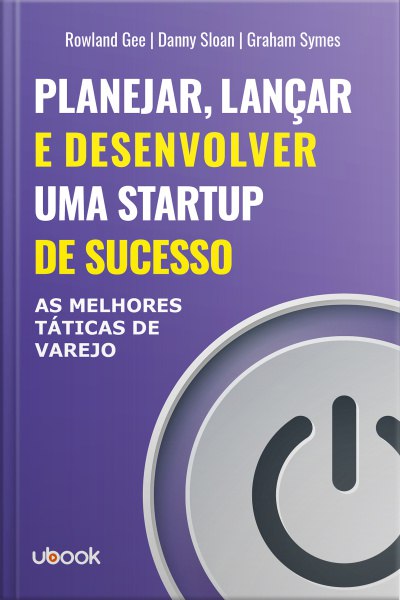 Rowland Gee | Danny Sloan | Graham Symes
PLANEJAR, LANÇAR
E DESENVOLVER
UMA STARTUP
DE SUCESSO
AS MELHORES
TÁTICAS DE
VAREJO
ubook